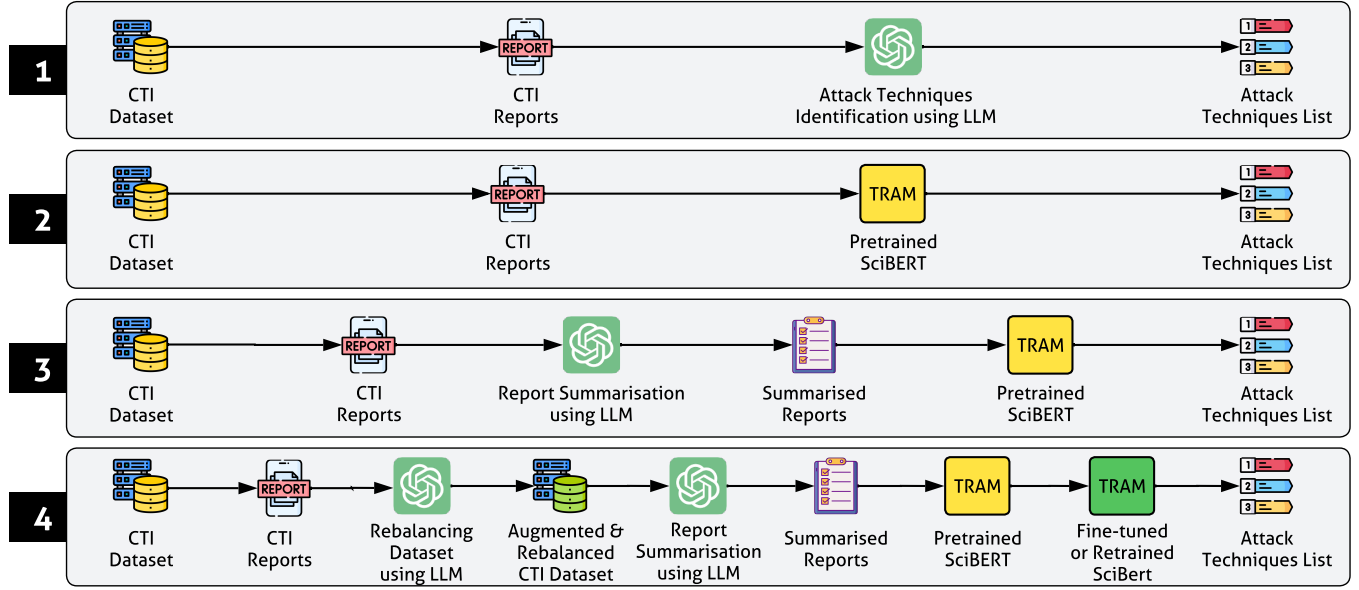 1
REPORT
1
2
3
CTI
Dataset
CTI
Reports
Attack Techniques
Identification using LLM
Attack
Techniques List
2
REPORT
TRAM
1
2
3
CTI
Dataset
CTI
Reports
Pretrained
SciBERT
Attack
Techniques List
3
REPORT
TRAM
1
2
3
CTI
Dataset
CTI
Reports
Report Summarisation
using LLM
Summarised
Reports
Pretrained
SciBERT
Attack
Techniques List
4
REPORT
TRAM
TRAM
1
2
3
CTI
Dataset
CTI
Reports
Rebalancing
Dataset
using LLM
Augmented &
Rebalanced
CTI Dataset
Report
Summarisation
using LLM
Summarised
Reports
Pretrained
SciBERT
Fine-tuned
or Retrained
SciBert
Attack
Techniques List